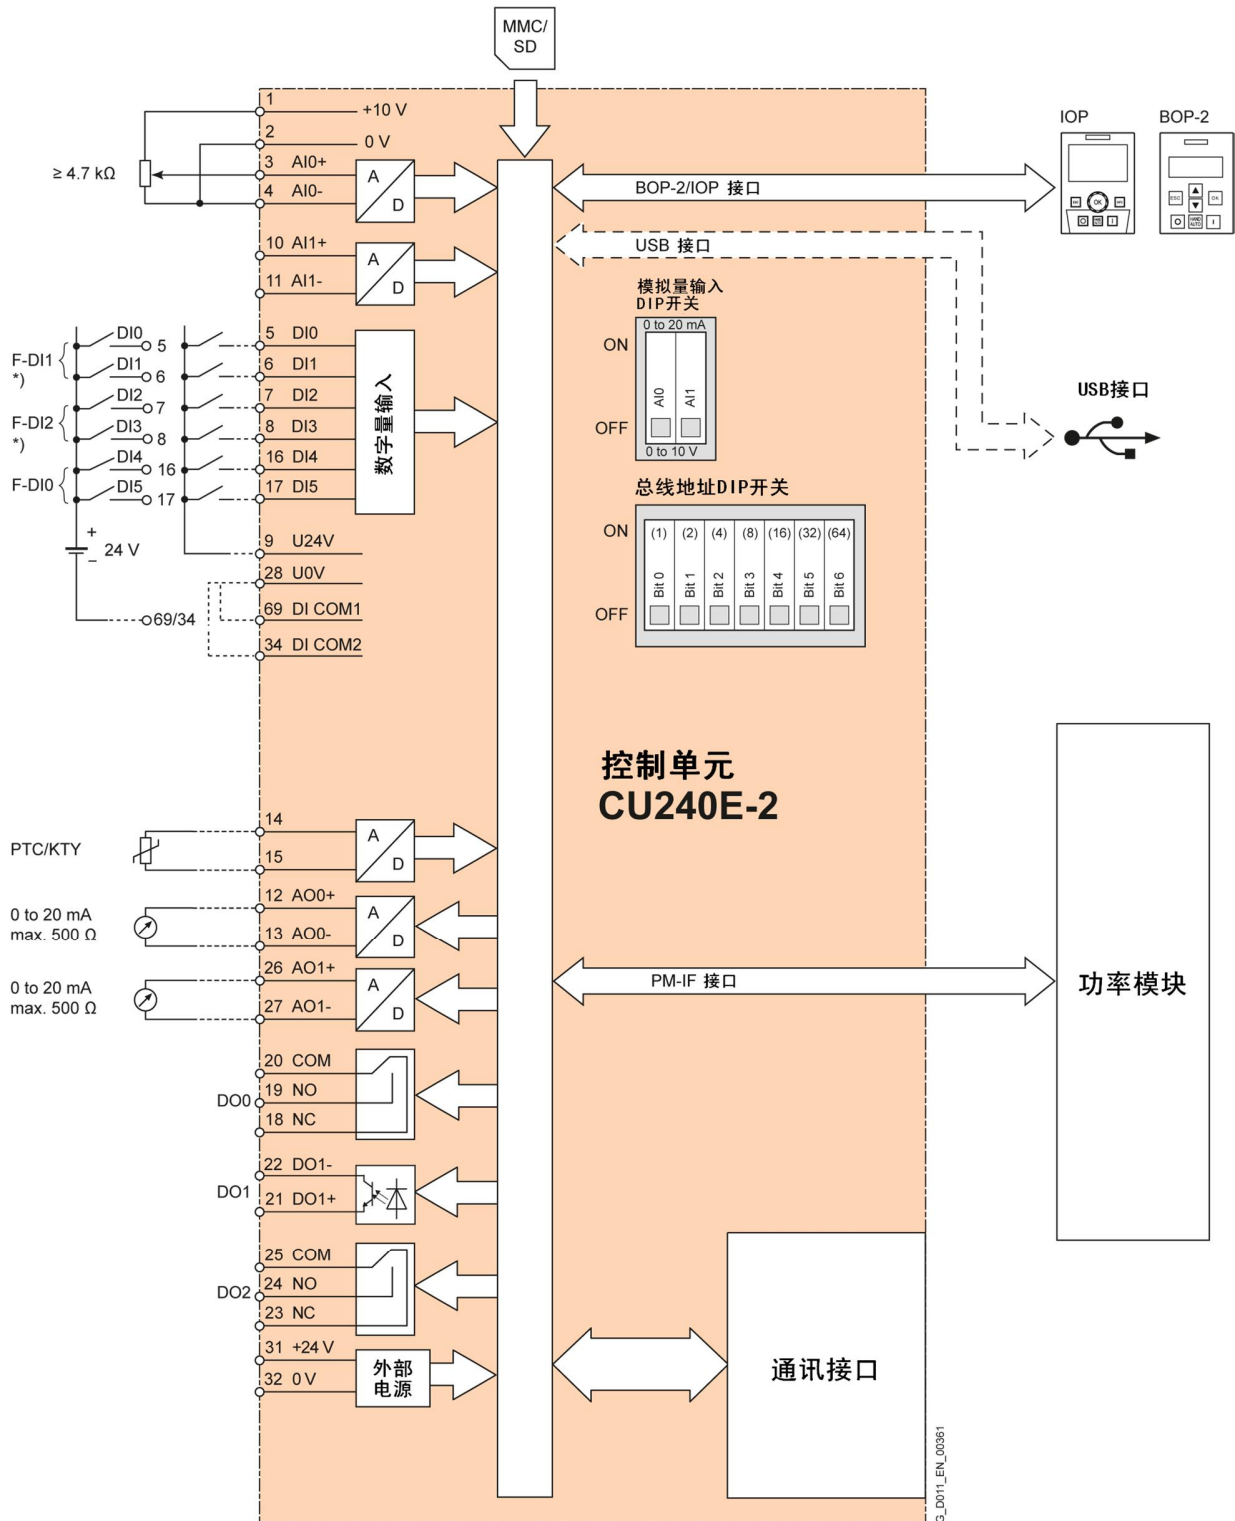 MMC/
SD
1
+10 V
2
0 V
3 AI0+
≥ 4.7 kΩ
4 AI0-
A
D
10 AI1+
11 AI1-
A
D
IOP
BOP-2
ESC
OK
HAND
AUTO
I
BOP-2/IOP 接口
USB 接口
USB接口
模拟量输入
DIP开关
0 to 20 mA
ON
AI0
AI1
OFF
0 to 10 V
总线地址DIP开关
ON
(1) (2) (4) (8) (16) (32) (64)
Bit 0 Bit 1 Bit 2 Bit 3 Bit 4 Bit 5 Bit 6
OFF
F-DI1
*)
F-DI2
*)
F-DI0
DI0 5
DI1 6
DI2 7
DI3 8
DI4 16
DI5 17
5 DI0
6 DI1
7 DI2
8 DI3
16 DI4
17 DI5
数字量输入
+
24 V
–
69/34
9 U24V
28 U0V
69 DI COM1
34 DI COM2
控制单元
CU240E-2
PTC/KTY
14
15
A
D
0 to 20 mA
max. 500 Ω
12 AO0+
13 AO0-
A
D
0 to 20 mA
max. 500 Ω
26 AO1+
27 AO1-
A
D
PM-IF 接口
功率模块
DO0
20 COM
19 NO
18 NC
DO1
22 DO1-
21 DO1+
DO2
25 COM
24 NO
23 NC
31 +24 V
32 0 V
外部
电源
通讯接口
G_D011_EN_00361